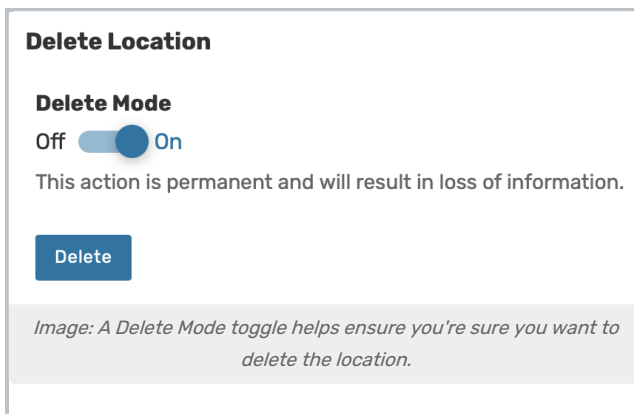 Delete Location
Delete Mode
Off On
This action is permanent and will result in loss of information.
Delete
Image: A Delete Mode toggle helps ensure you're sure you want to
delete the location.